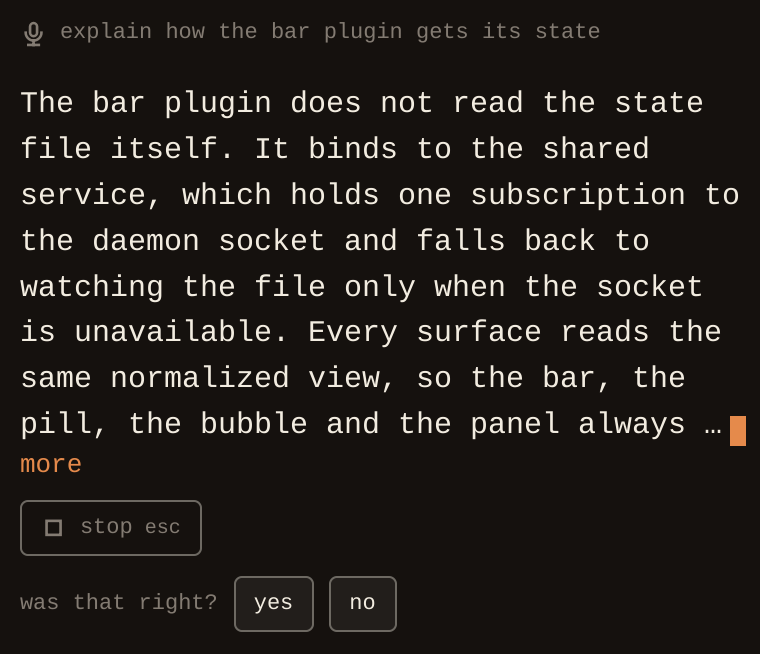 explain how the bar plugin gets its state
The bar plugin does not read the state
file itself. It binds to the shared
service, which holds one subscription to
the daemon socket and falls back to
watching the file only when the socket
is unavailable. Every surface reads the
same normalized view, so the bar, the
pill, the bubble and the panel always …
more
stop esc
was that right? yes no